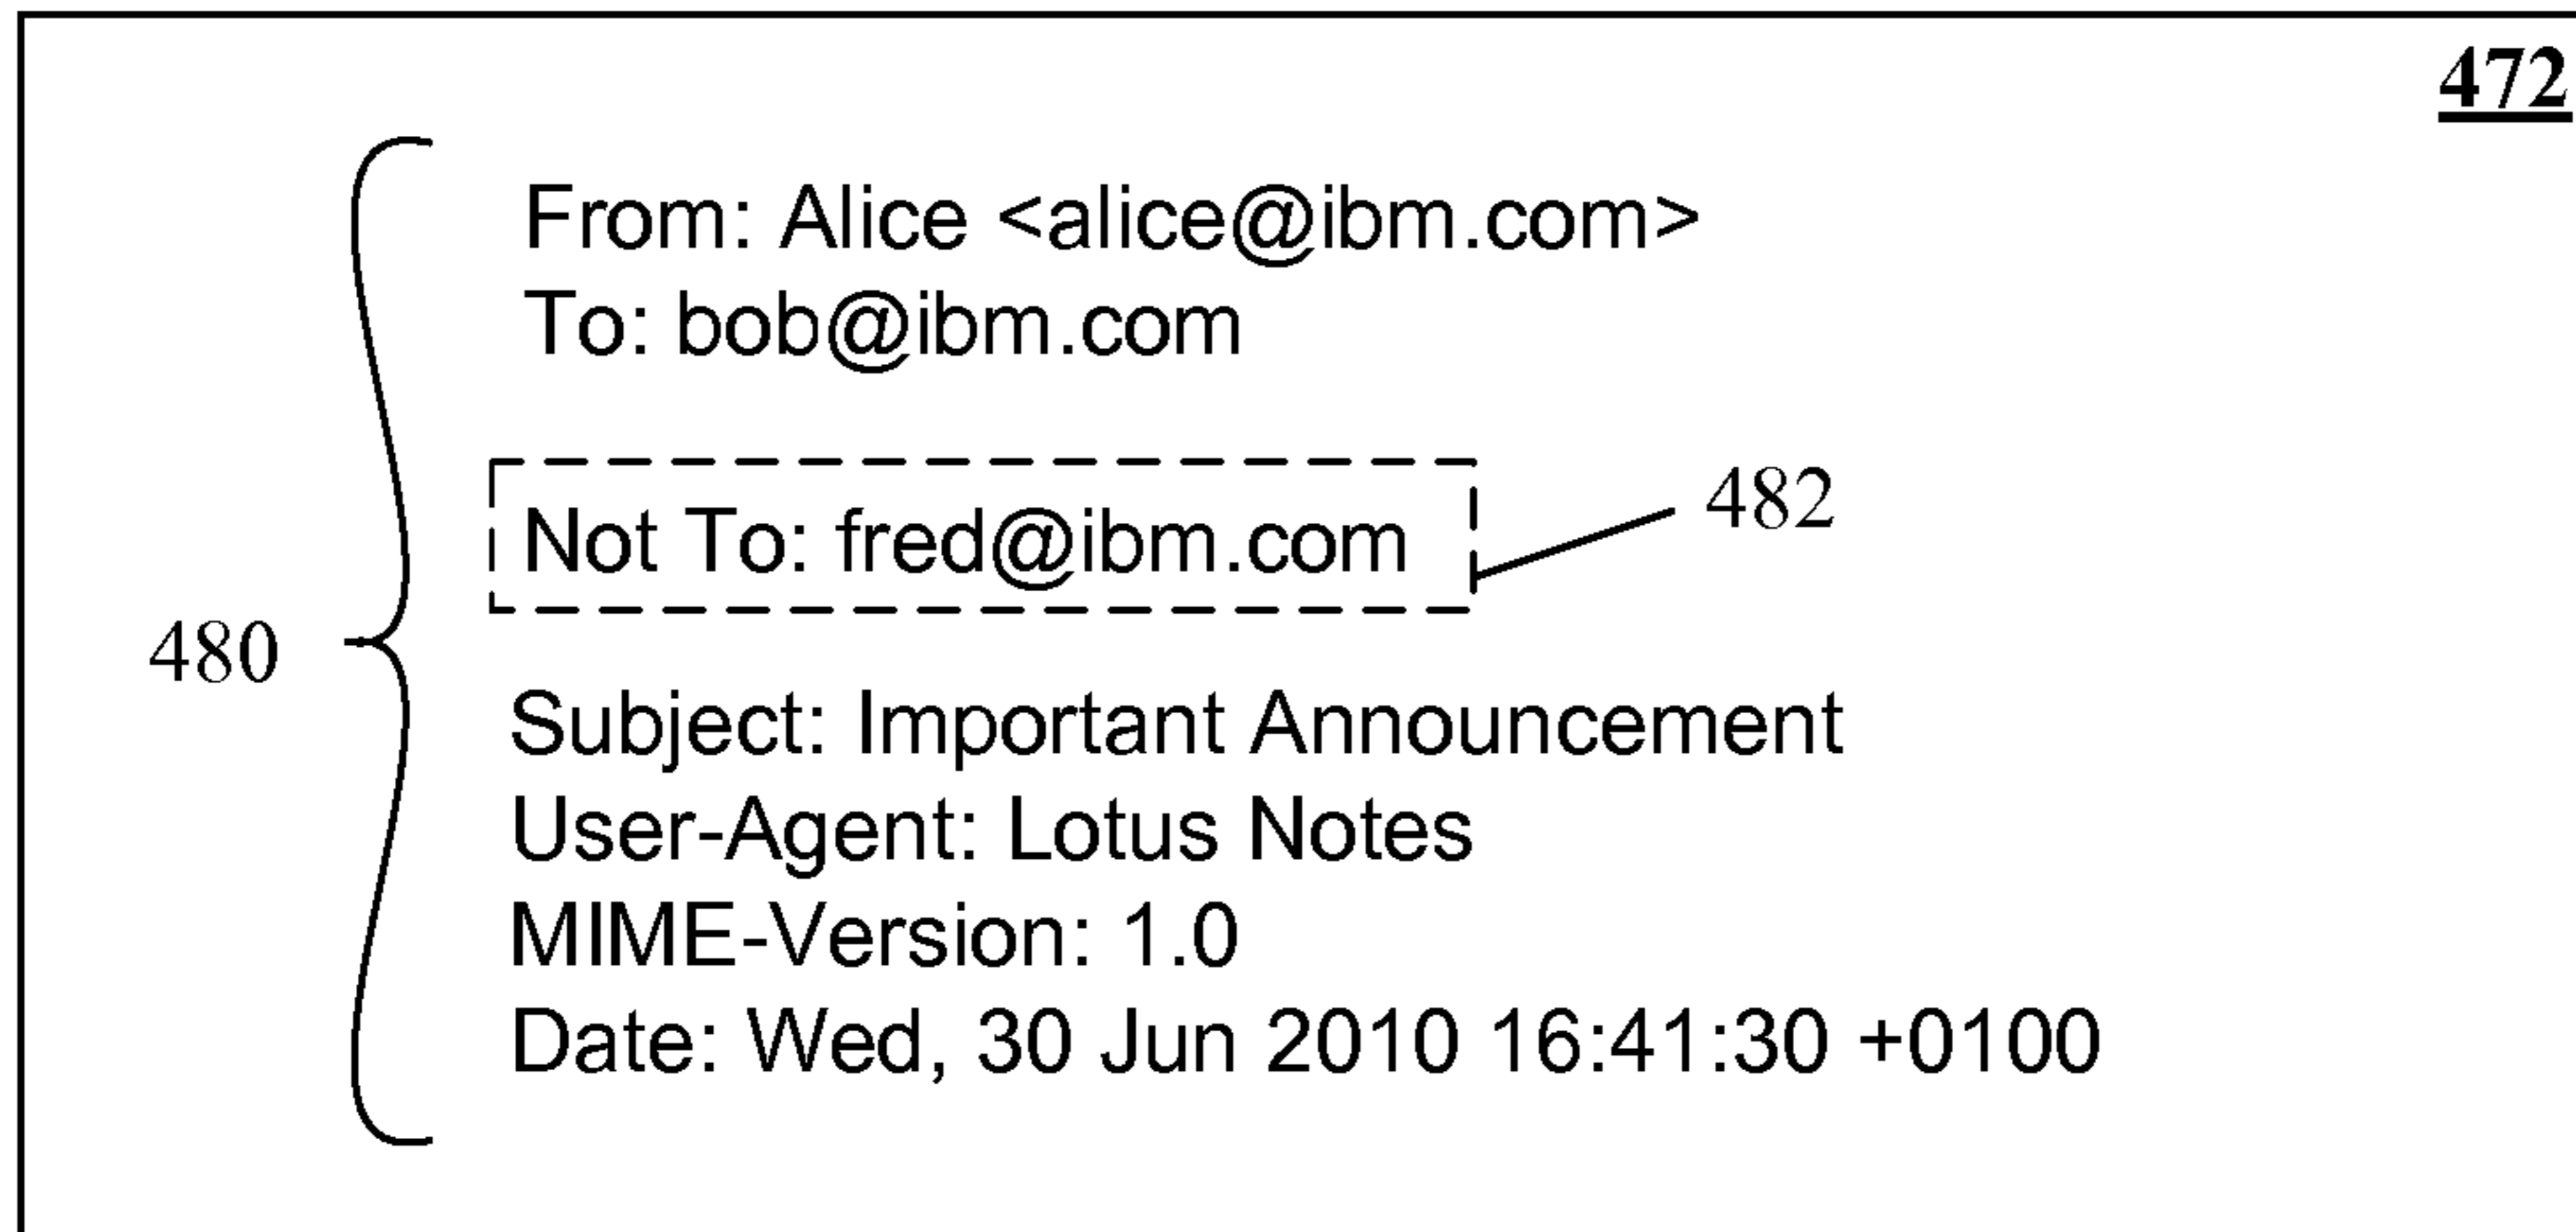 472
From: Alice <alice@ibm.com>
To: bob@ibm.com
Not To: fred@ibm.com
482
480
Subject: Important Announcement
User-Agent: Lotus Notes
MIME-Version: 1.0
Date: Wed, 30 Jun 2010 16:41:30 +0100